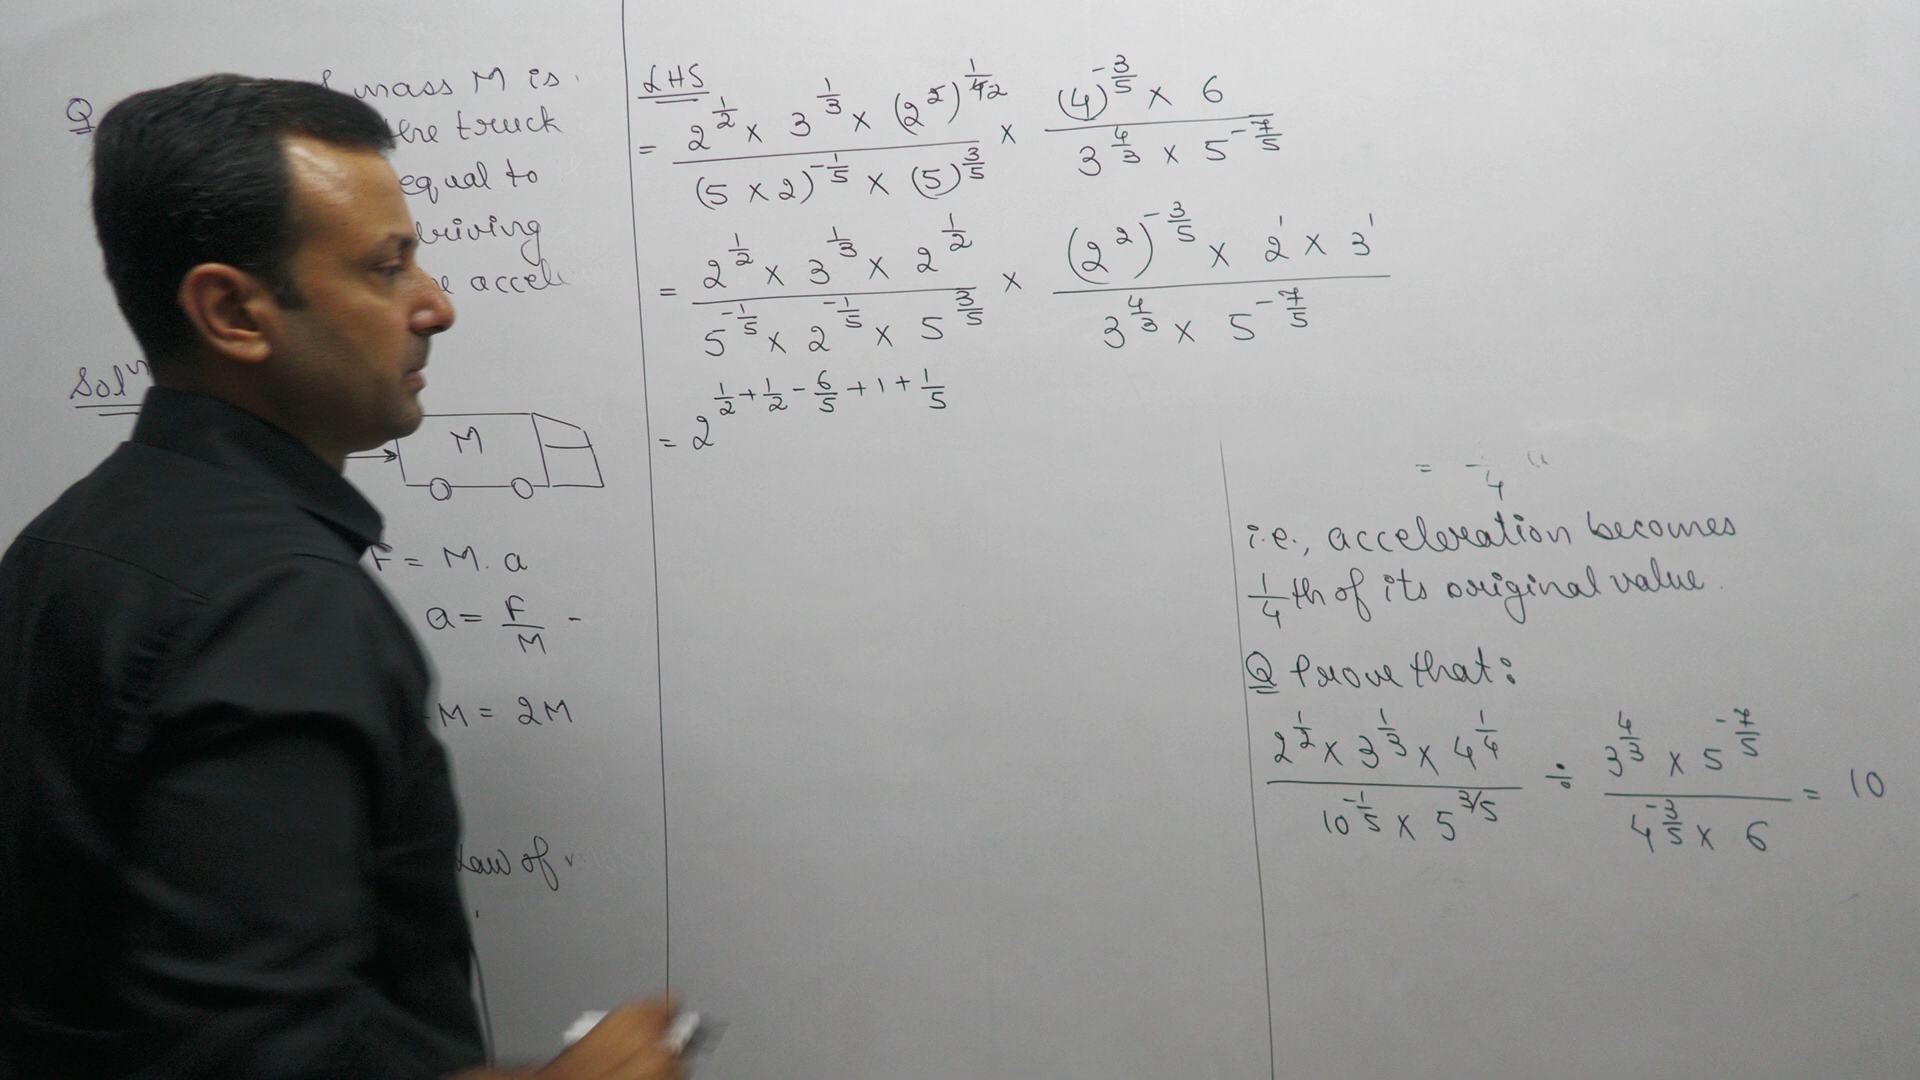 Q mass M is
the truck
equal to
driving
accel
Solⁿ
M
F = M. a
a = F/M -
M = 2M
Law of
LHS
= (2^(1/2) × 3^(1/3) × (2^2)^(1/42)) / ((5 × 2)^(-1/5) × (5)^(3/5)) × ((4)^(-3/5) × 6) / (3^(4/3) × 5^(-7/5))
= (2^(1/2) × 3^(1/3) × 2^(1/2)) / (5^(-1/5) × 2^(-1/5) × 5^(3/5)) × ((2^2)^(-3/5) × 2^1 × 3^1) / (3^(4/3) × 5^(-7/5))
= 2^(1/2 + 1/2 - 6/5 + 1 + 1/5)
i.e., acceleration becomes
1/4 th of its original value.
Q Prove that:
(2^(1/2) × 3^(1/3) × 4^(1/4)) / (10^(-1/5) × 5^(3/5)) ÷ (3^(4/3) × 5^(-7/5)) / (4^(-3/5) × 6) = 10